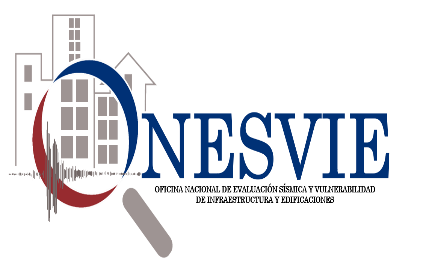 ONESVIE
OFICINA NACIONAL DE EVALUACIÓN SÍSMICA Y VULNERABILIDAD
DE INFRAESTRUCTURA Y EDIFICACIONES